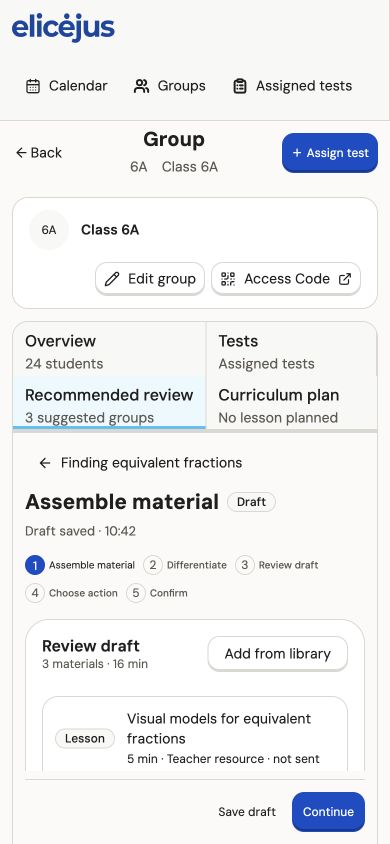 elicėjus
Calendar
Groups
Assigned tests
← Back
Group
6A Class 6A
+ Assign test
6A
Class 6A
Edit group
Access Code
Overview
24 students
Tests
Assigned tests
Recommended review
3 suggested groups
Curriculum plan
No lesson planned
← Finding equivalent fractions
Assemble material
Draft
Draft saved · 10:42
1 Assemble material
2 Differentiate
3 Review draft
4 Choose action
5 Confirm
Review draft
3 materials · 16 min
Add from library
Lesson
Visual models for equivalent
fractions
5 min · Teacher resource · not sent
Save draft
Continue